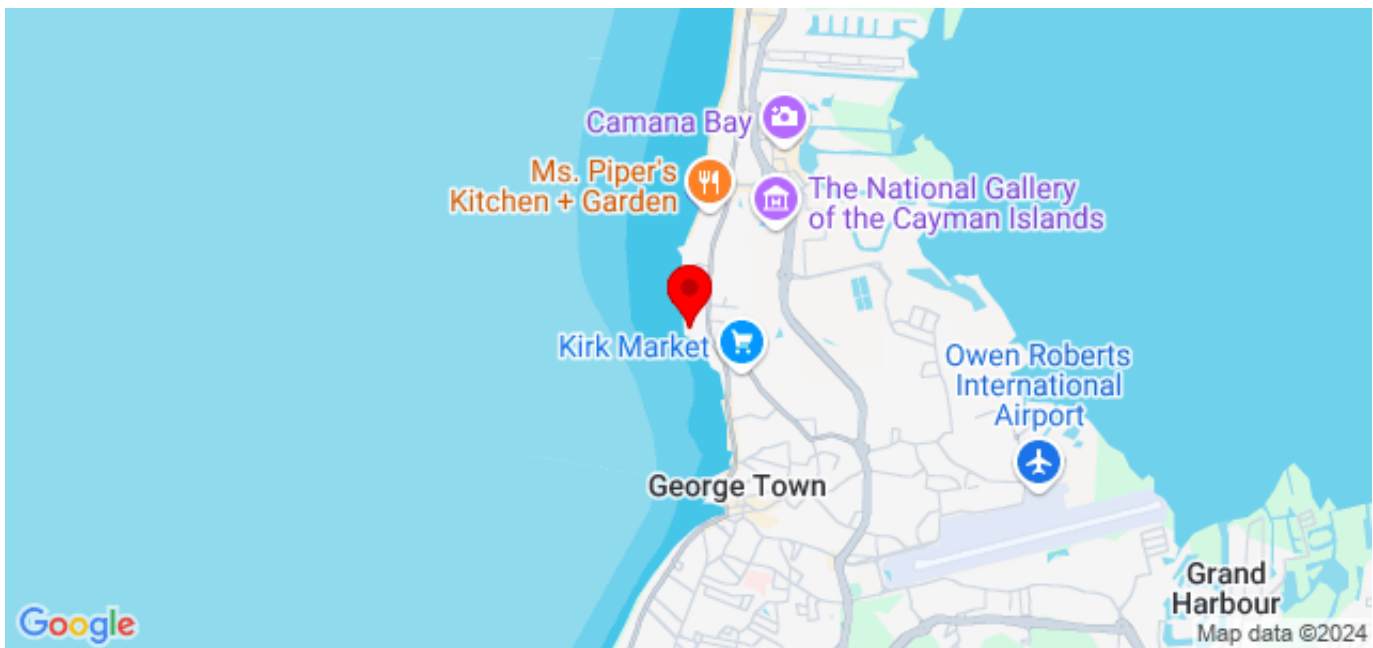 Camana Bay
Ms. Piper's
Kitchen + Garden
The National Gallery
of the Cayman Islands
Kirk Market
Owen Roberts
International
Airport
George Town
Grand
Harbour
Google
Map data ©2024